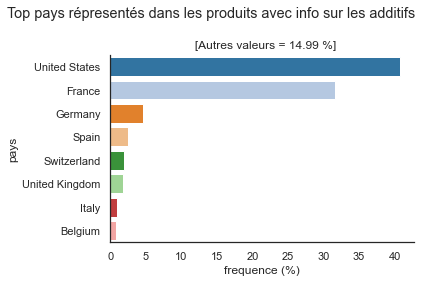 Top pays réprésentés dans les produits avec info sur les additifs
[Autres valeurs = 14.99 %]
United States
France
Germany
Spain
Switzerland
United Kingdom
Italy
Belgium
pays
0 5 10 15 20 25 30 35 40
frequence (%)